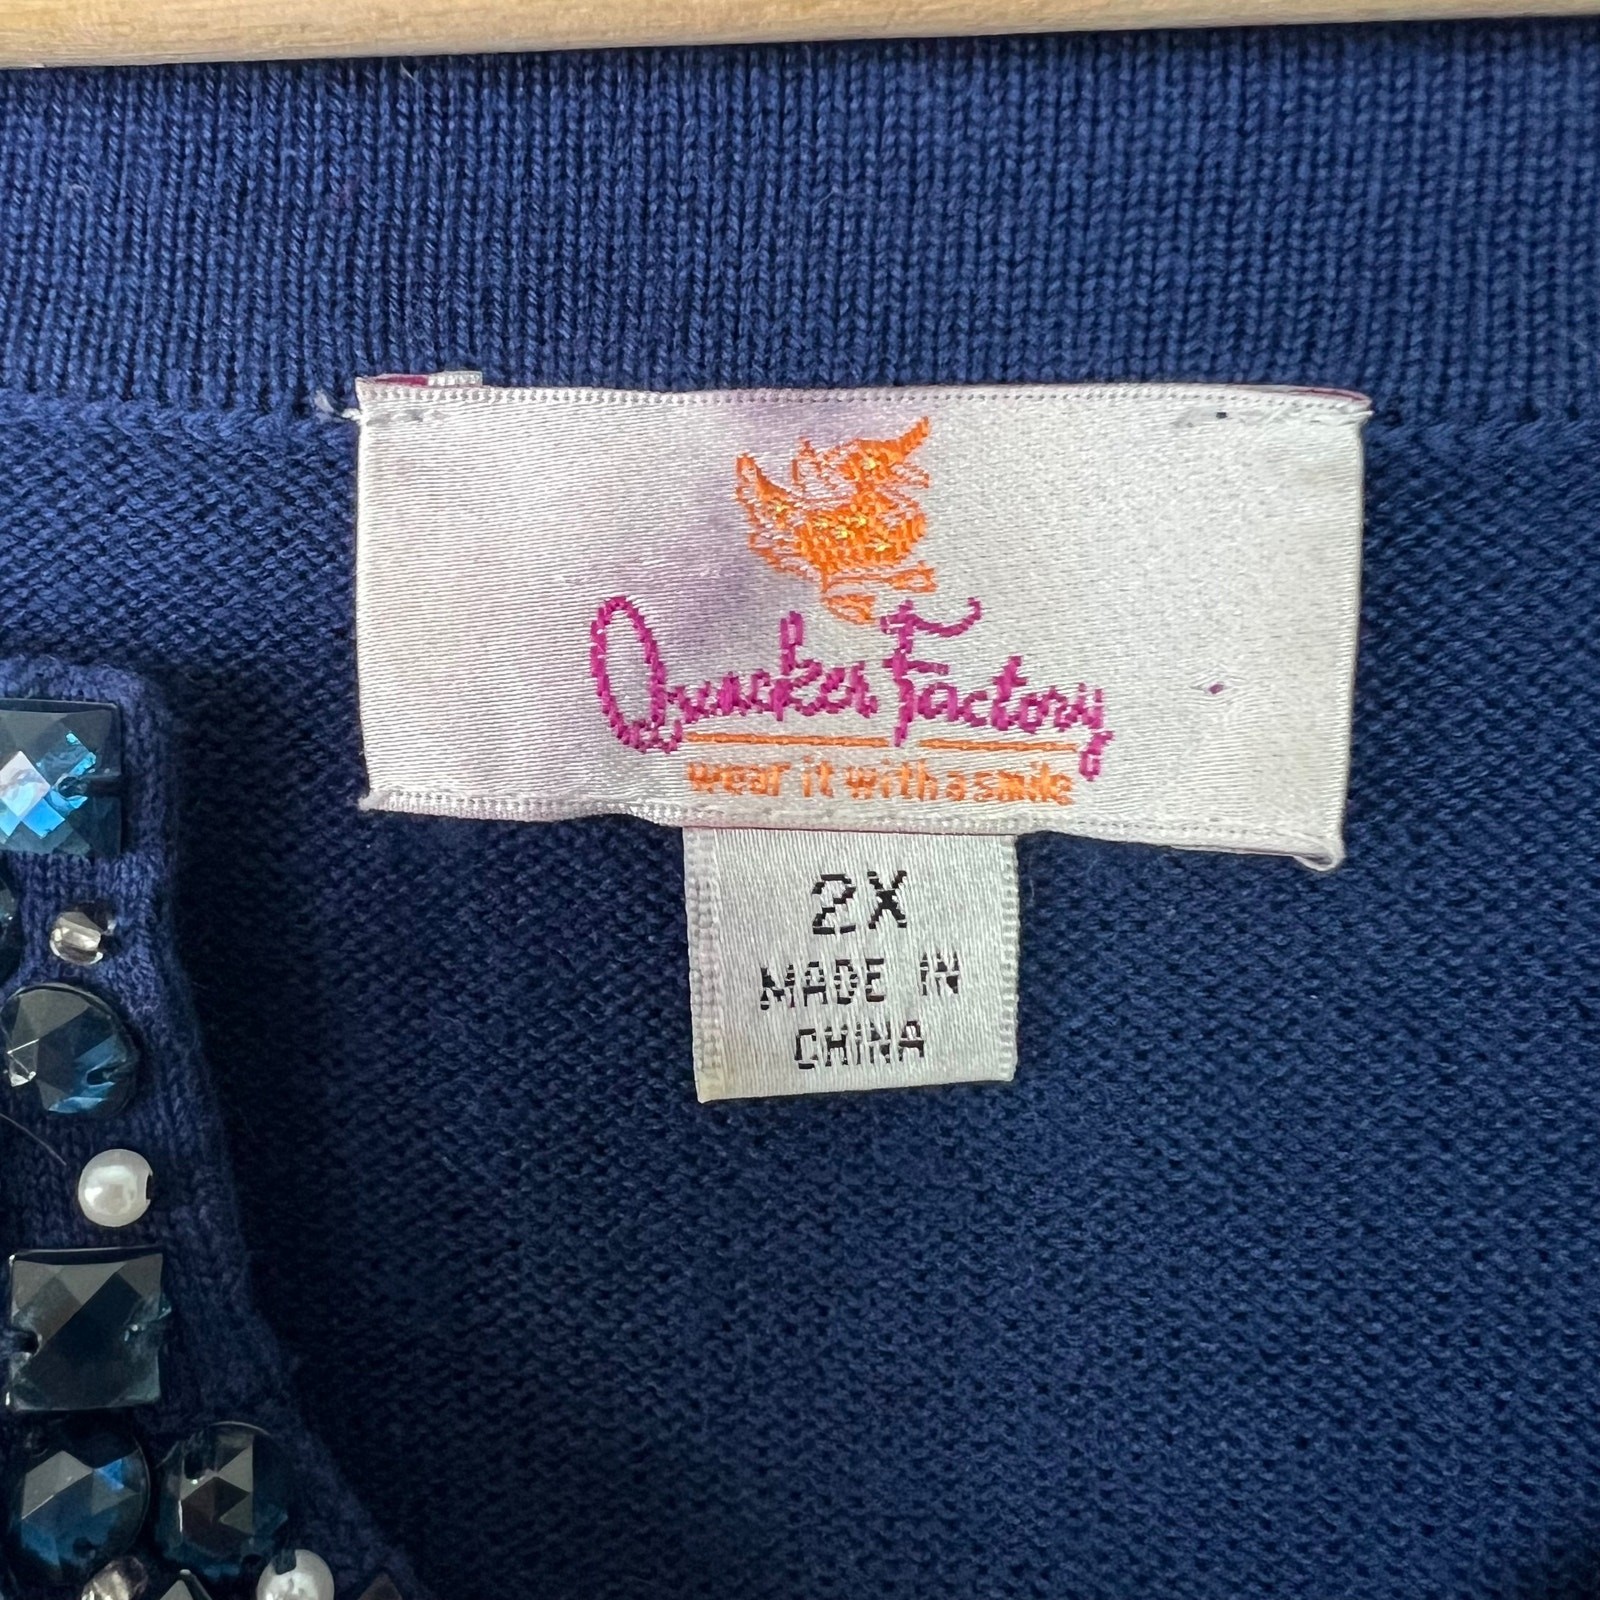 Quacker Factory
wear it with a smile
2X
MADE IN
CHINA